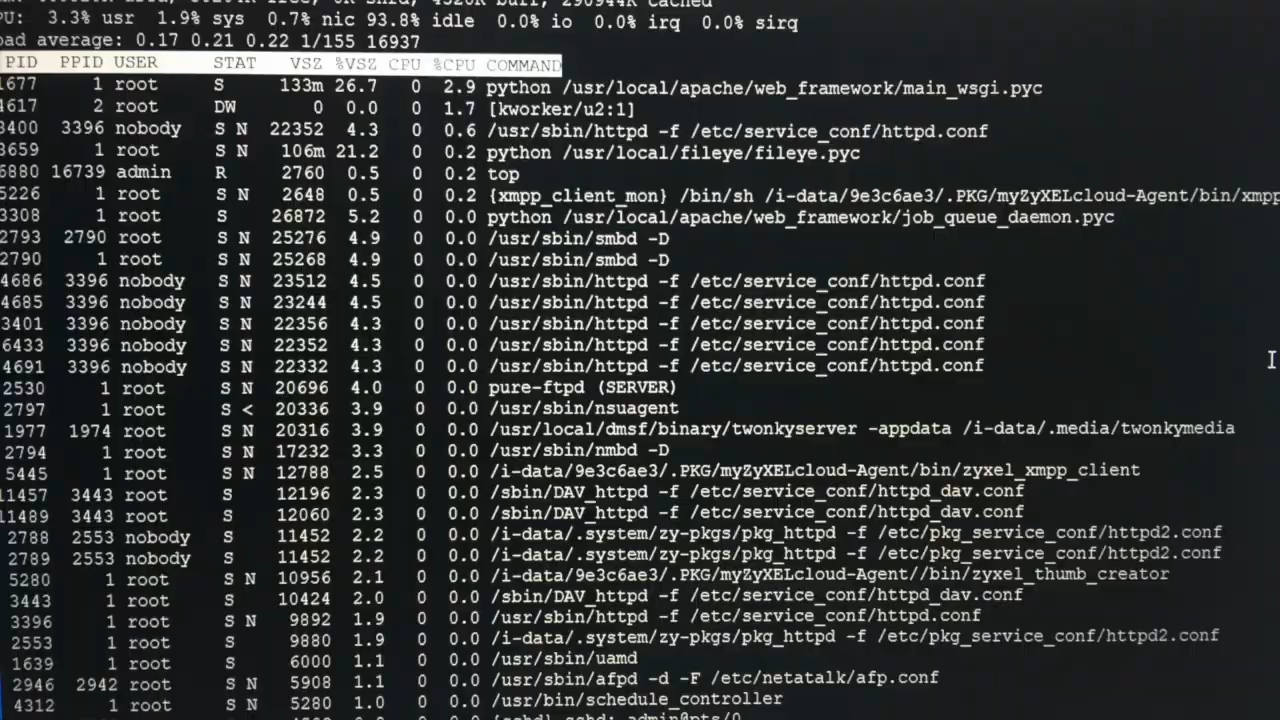 PU: 3.3% usr 1.9% sys 0.7% nic 93.8% idle 0.0% io 0.0% irq 0.0% sirq
oad average: 0.17 0.21 0.22 1/155 16937
PID PPID USER STAT VSZ %VSZ CPU %CPU COMMAND
1677 1 root S 133m 26.7 0 2.9 python /usr/local/apache/web_framework/main_wsgi.pyc
4617 2 root DW 0 0.0 0 1.7 [kworker/u2:1]
3400 3396 nobody S N 22352 4.3 0 0.6 /usr/sbin/httpd -f /etc/service_conf/httpd.conf
3659 1 root S N 106m 21.2 0 0.2 python /usr/local/fileye/fileye.pyc
6880 16739 admin R 2760 0.5 0 0.2 top
5226 1 root S N 2648 0.5 0 0.2 {xmpp_client_mon} /bin/sh /i-data/9e3c6ae3/.PKG/myZyXELcloud-Agent/bin/xmpp
3308 1 root S 26872 5.2 0 0.0 python /usr/local/apache/web_framework/job_queue_daemon.pyc
2793 2790 root S N 25276 4.9 0 0.0 /usr/sbin/smbd -D
2790 1 root S N 25268 4.9 0 0.0 /usr/sbin/smbd -D
4686 3396 nobody S N 23512 4.5 0 0.0 /usr/sbin/httpd -f /etc/service_conf/httpd.conf
4685 3396 nobody S N 23244 4.5 0 0.0 /usr/sbin/httpd -f /etc/service_conf/httpd.conf
3401 3396 nobody S N 22356 4.3 0 0.0 /usr/sbin/httpd -f /etc/service_conf/httpd.conf
6433 3396 nobody S N 22352 4.3 0 0.0 /usr/sbin/httpd -f /etc/service_conf/httpd.conf
4691 3396 nobody S N 22332 4.3 0 0.0 /usr/sbin/httpd -f /etc/service_conf/httpd.conf
2530 1 root S N 20696 4.0 0 0.0 pure-ftpd (SERVER)
2797 1 root S < 20336 3.9 0 0.0 /usr/sbin/nsuagent
1977 1974 root S N 20316 3.9 0 0.0 /usr/local/dmsf/binary/twonkyserver -appdata /i-data/.media/twonkymedia
2794 1 root S N 17232 3.3 0 0.0 /usr/sbin/nmbd -D
5445 1 root S N 12788 2.5 0 0.0 /i-data/9e3c6ae3/.PKG/myZyXELcloud-Agent/bin/zyxel_xmpp_client
11457 3443 root S 12196 2.3 0 0.0 /sbin/DAV_httpd -f /etc/service_conf/httpd_dav.conf
11489 3443 root S 12060 2.3 0 0.0 /sbin/DAV_httpd -f /etc/service_conf/httpd_dav.conf
2788 2553 nobody S 11452 2.2 0 0.0 /i-data/.system/zy-pkgs/pkg_httpd -f /etc/pkg_service_conf/httpd2.conf
2789 2553 nobody S 11452 2.2 0 0.0 /i-data/.system/zy-pkgs/pkg_httpd -f /etc/pkg_service_conf/httpd2.conf
5280 1 root S N 10956 2.1 0 0.0 /i-data/9e3c6ae3/.PKG/myZyXELcloud-Agent//bin/zyxel_thumb_creator
3443 1 root S 10424 2.0 0 0.0 /sbin/DAV_httpd -f /etc/service_conf/httpd_dav.conf
3396 1 root S N 9892 1.9 0 0.0 /usr/sbin/httpd -f /etc/service_conf/httpd.conf
2553 1 root S 9880 1.9 0 0.0 /i-data/.system/zy-pkgs/pkg_httpd -f /etc/pkg_service_conf/httpd2.conf
1639 1 root S 6000 1.1 0 0.0 /usr/sbin/uamd
2946 2942 root S N 5908 1.1 0 0.0 /usr/sbin/afpd -d -F /etc/netatalk/afp.conf
4312 1 root S N 5280 1.0 0 0.0 /usr/bin/schedule_controller